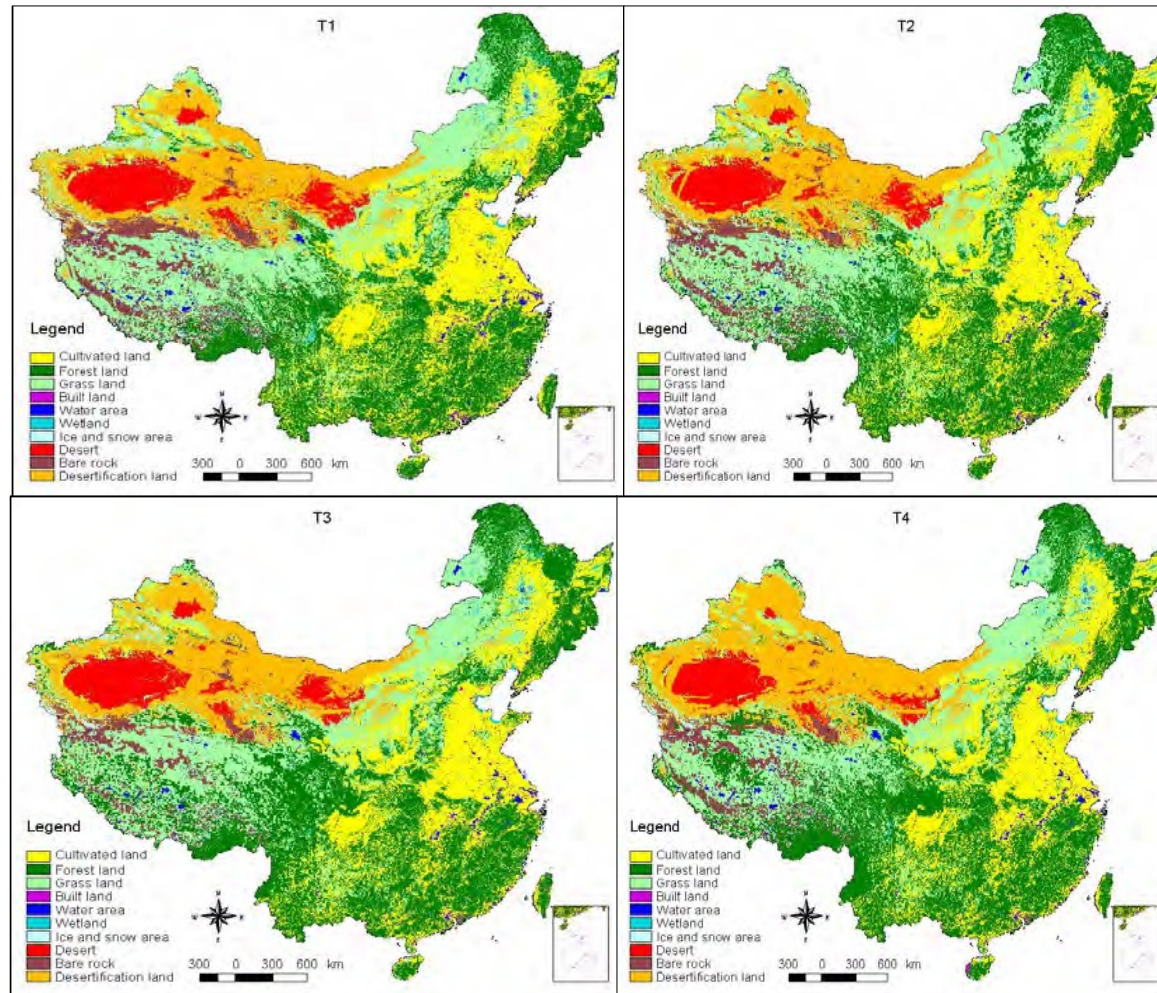 T1
Legend
Cultivated land
Forest land
Grass land
Built land
Water area
Wetland
Ice and snow area
Desert
Bare rock
Desertification land
N
W E
S
300 0 300 600 km
T2
Legend
Cultivated land
Forest land
Grass land
Built land
Water area
Wetland
Ice and snow area
Desert
Bare rock
Desertification land
N
W E
S
300 0 300 600 km
T3
Legend
Cultivated land
Forest land
Grass land
Built land
Water area
Wetland
Ice and snow area
Desert
Bare rock
Desertification land
N
W E
S
300 0 300 600 km
T4
Legend
Cultivated land
Forest land
Grass land
Built land
Water area
Wetland
Ice and snow area
Desert
Bare rock
Desertification land
N
W E
S
300 0 300 600 km